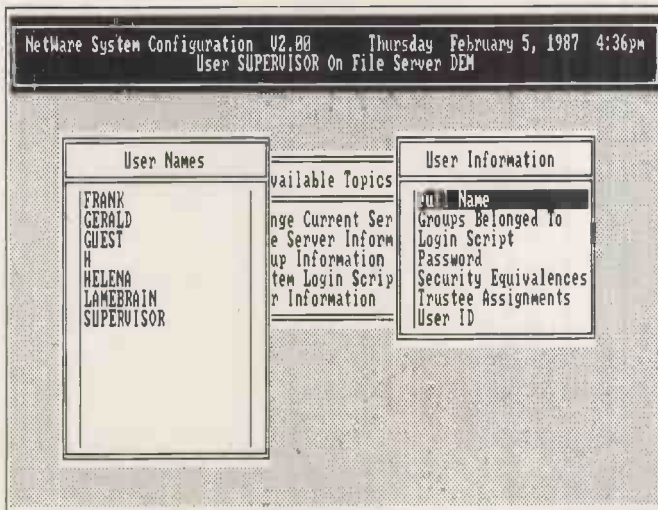 NetWare System Configuration V2.00 Thursday February 5, 1987 4:36pm
User SUPERVISOR On File Server DEM
User Names
FRANK
GERALD
GUEST
H
HELENA
LAMEBRAIN
SUPERVISOR
vailable Topics
nge Current Ser
e Server Inform
up Information
tem Login Scrip
r Information
User Information
Full Name
Groups Belonged To
Login Script
Password
Security Equivalences
Trustee Assignments
User ID